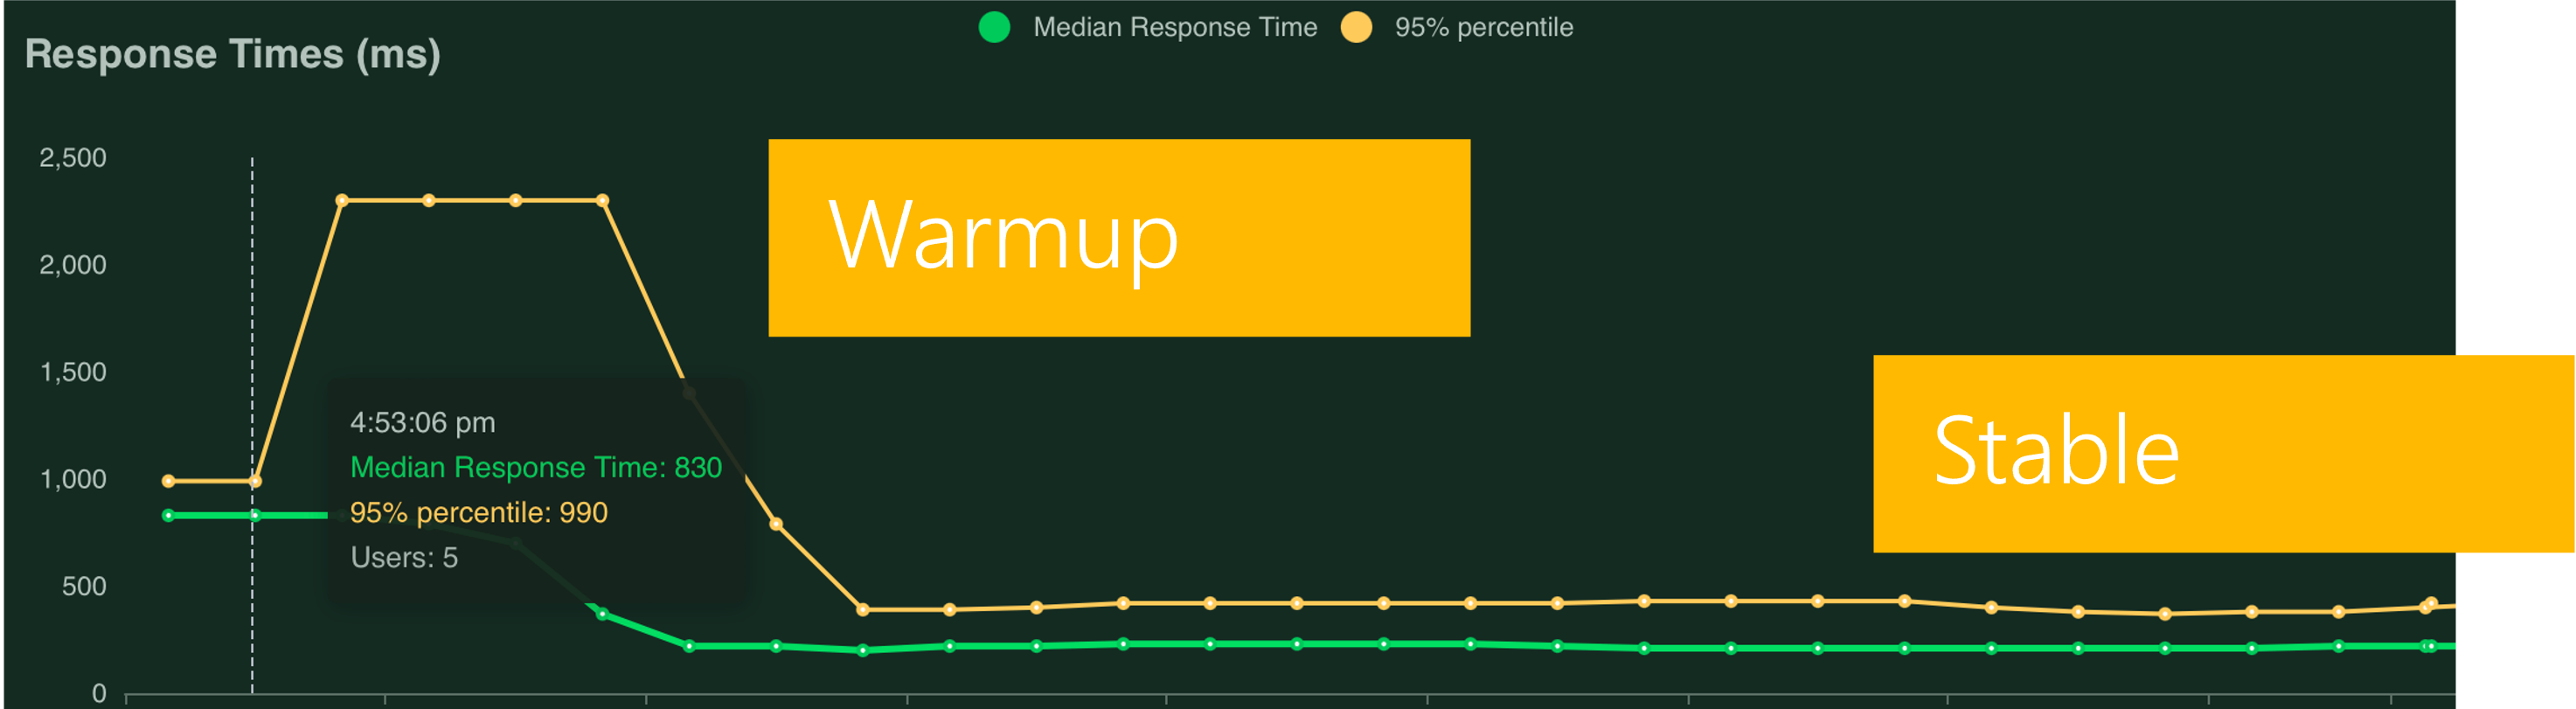 Median Response Time
95% percentile
Response Times (ms)
2,500
Warmup
2,000
1,500
4:53:06 pm
Stable
Median Response Time: 830
1,000
95% percentile: 990
Users: 5
500
0